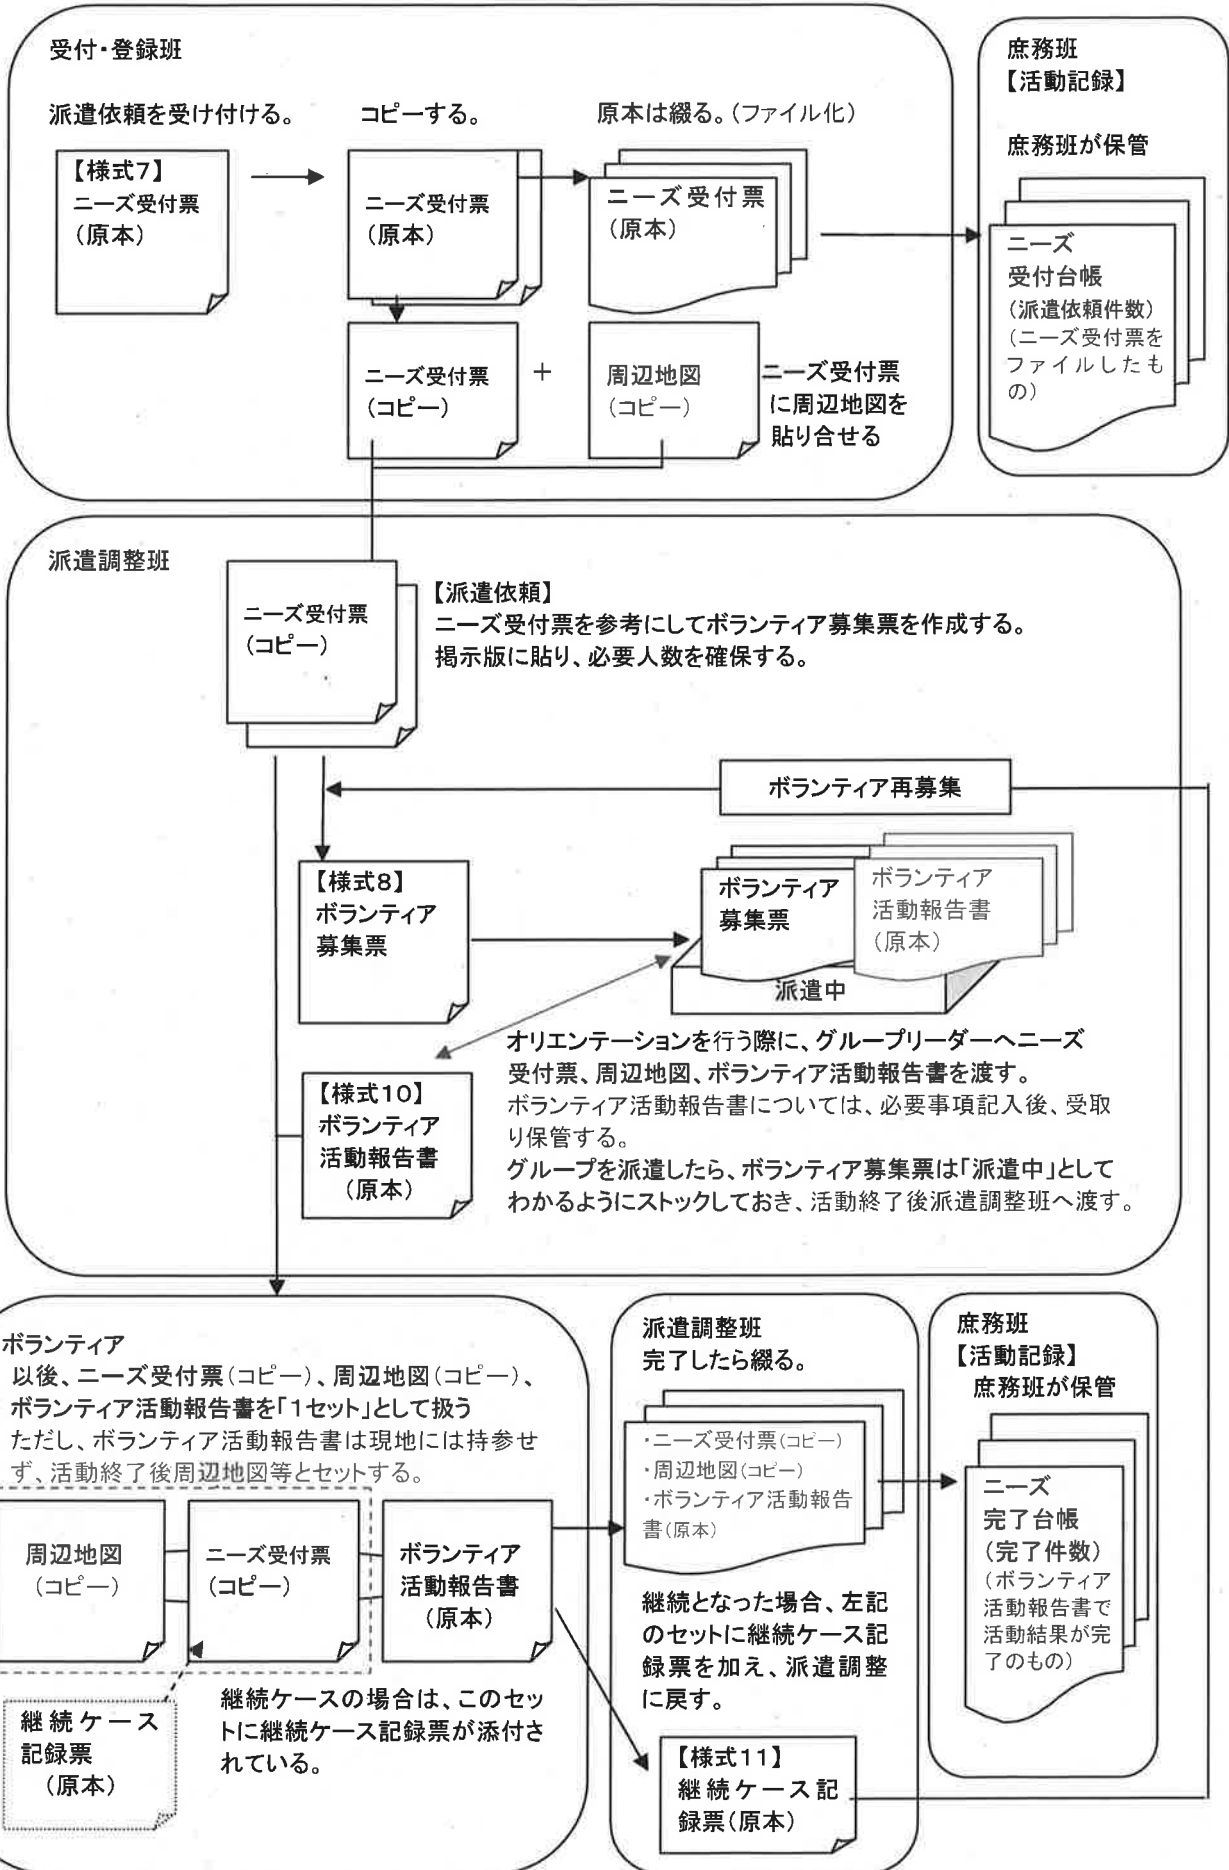 受付・登録班
派遣依頼を受け付ける。
コピーする。
原本は綴る。(ファイル化)
【様式7】
ニーズ受付票
(原本)
ニーズ受付票
(原本)
ニーズ受付票
(原本)
ニーズ受付票
(コピー)
+
周辺地図
(コピー)
ニーズ受付票
に周辺地図を
貼り合せる
庶務班
【活動記録】
庶務班が保管
ニーズ
受付台帳
(派遣依頼件数)
(ニーズ受付票を
ファイルしたも
の)
派遣調整班
ニーズ受付票
(コピー)
【派遣依頼】
ニーズ受付票を参考にしてボランティア募集票を作成する。
掲示版に貼り、必要人数を確保する。
ボランティア再募集
【様式8】
ボランティア
募集票
ボランティア
募集票
ボランティア
活動報告書
(原本)
派遣中
【様式10】
ボランティア
活動報告書
(原本)
オリエンテーションを行う際に、グループリーダーへニーズ
受付票、周辺地図、ボランティア活動報告書を渡す。
ボランティア活動報告書については、必要事項記入後、受取
り保管する。
グループを派遣したら、ボランティア募集票は「派遣中」として
わかるようにストックしておき、活動終了後派遣調整班へ渡す。
ボランティア
以後、ニーズ受付票(コピー)、周辺地図(コピー)、
ボランティア活動報告書を「1セット」として扱う
ただし、ボランティア活動報告書は現地には持参せ
ず、活動終了後周辺地図等とセットする。
周辺地図
(コピー)
ニーズ受付票
(コピー)
ボランティア
活動報告書
(原本)
継続ケース
記録票
(原本)
継続ケースの場合は、このセッ
トに継続ケース記録票が添付さ
れている。
派遣調整班
完了したら綴る。
・ニーズ受付票(コピー)
・周辺地図(コピー)
・ボランティア活動報告
書(原本)
継続となった場合、左記
のセットに継続ケース記
録票を加え、派遣調整
に戻す。
【様式11】
継続ケース記
録票(原本)
庶務班
【活動記録】
庶務班が保管
ニーズ
完了台帳
(完了件数)
(ボランティア
活動報告書で
活動結果が完
了のもの)